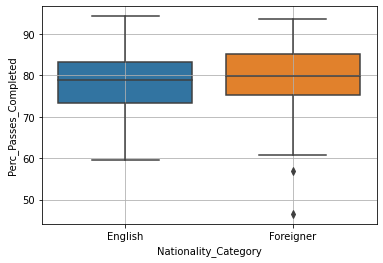 Perc_Passes_Completed
90
80
70
60
50
English
Foreigner
Nationality_Category